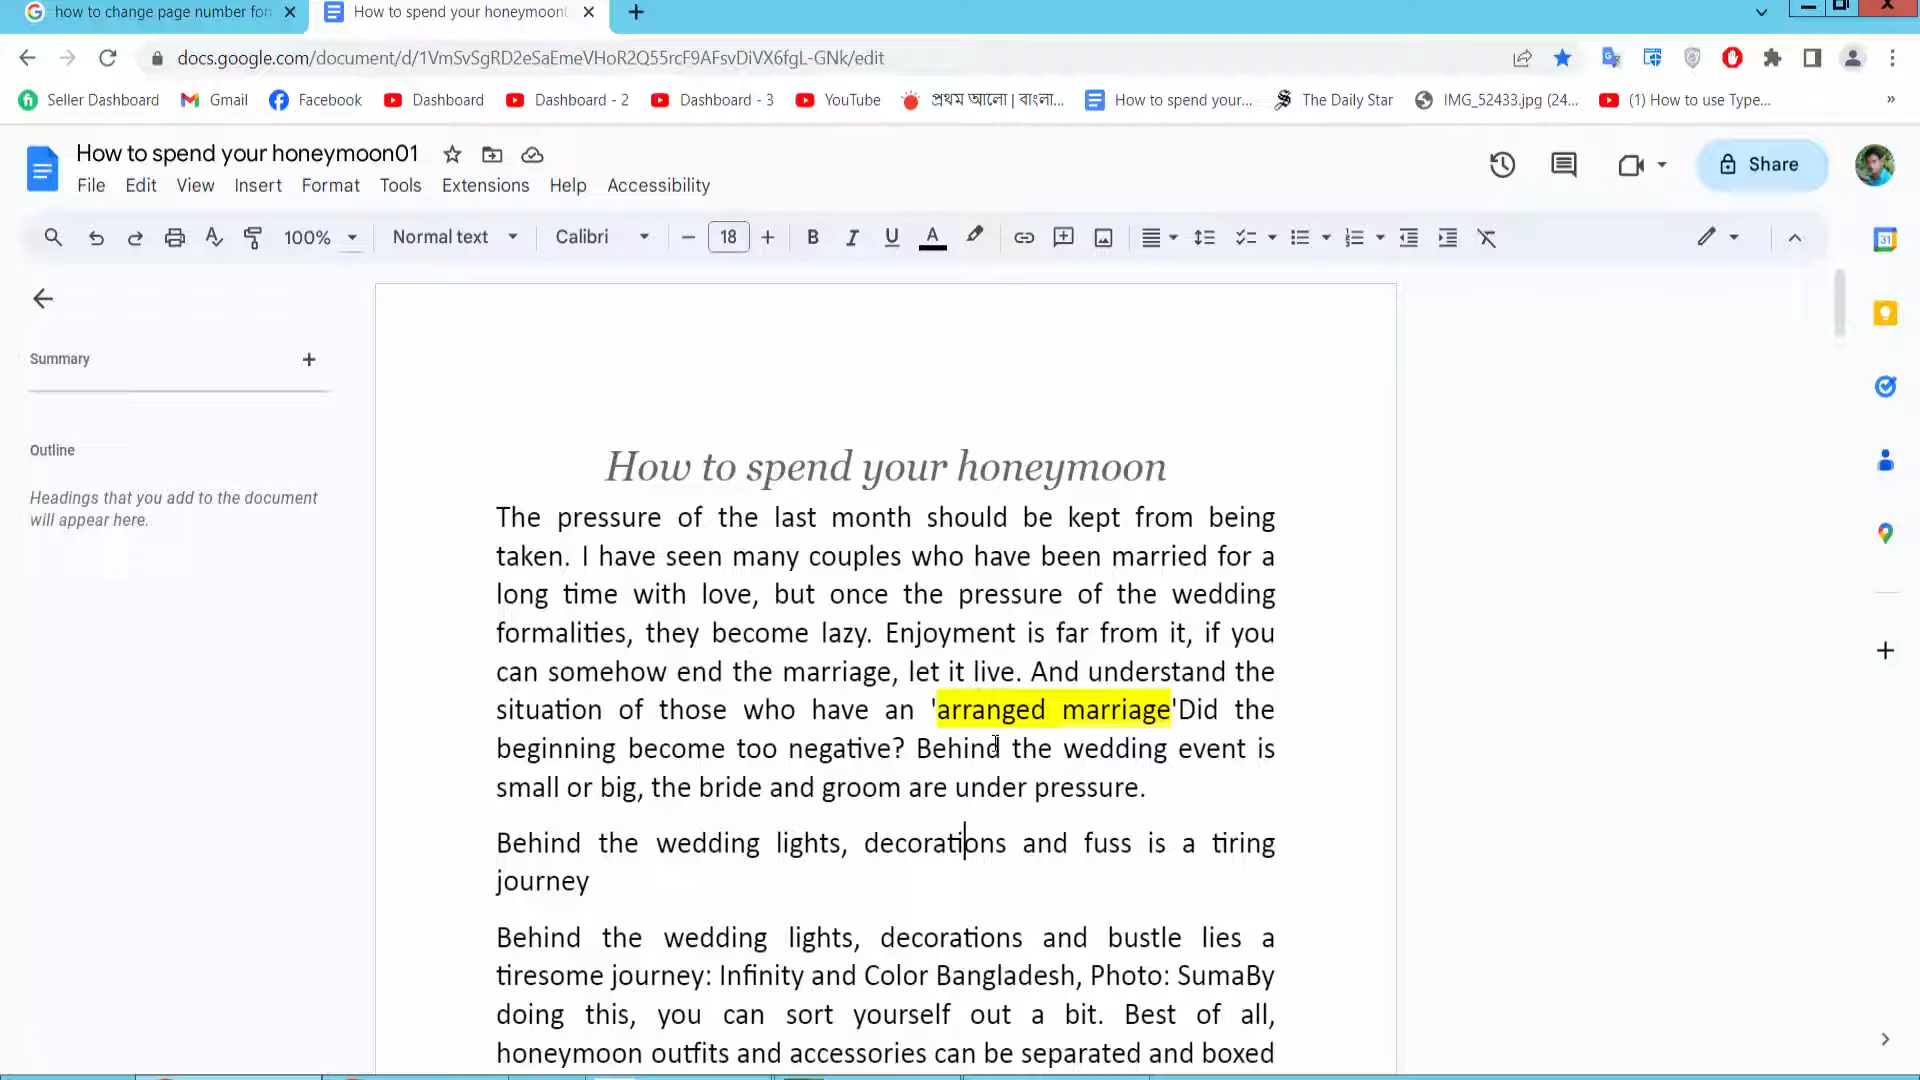 how to change page number for
How to spend your honeymoon
docs.google.com/document/d/1VmSvSgRD2eSaEmeVHoR2Q55rcF9AFsvDiVX6fgL-GNk/edit
Seller Dashboard Gmail Facebook Dashboard Dashboard - 2 Dashboard - 3 YouTube প্রথম আলো | বাংলা... How to spend your... The Daily Star IMG_52433.jpg (24... (1) How to use Type... »
How to spend your honeymoon01
Share
File Edit View Insert Format Tools Extensions Help Accessibility
100% Normal text Calibri 18 B I U A
31
Summary
Outline
Headings that you add to the document
will appear here.
How to spend your honeymoon
The pressure of the last month should be kept from being
taken. I have seen many couples who have been married for a
long time with love, but once the pressure of the wedding
formalities, they become lazy. Enjoyment is far from it, if you
can somehow end the marriage, let it live. And understand the
situation of those who have an 'arranged marriage'Did the
beginning become too negative? Behind the wedding event is
small or big, the bride and groom are under pressure.
Behind the wedding lights, decorations and fuss is a tiring
journey
Behind the wedding lights, decorations and bustle lies a
tiresome journey: Infinity and Color Bangladesh, Photo: SumaBy
doing this, you can sort yourself out a bit. Best of all,
honeymoon outfits and accessories can be separated and boxed